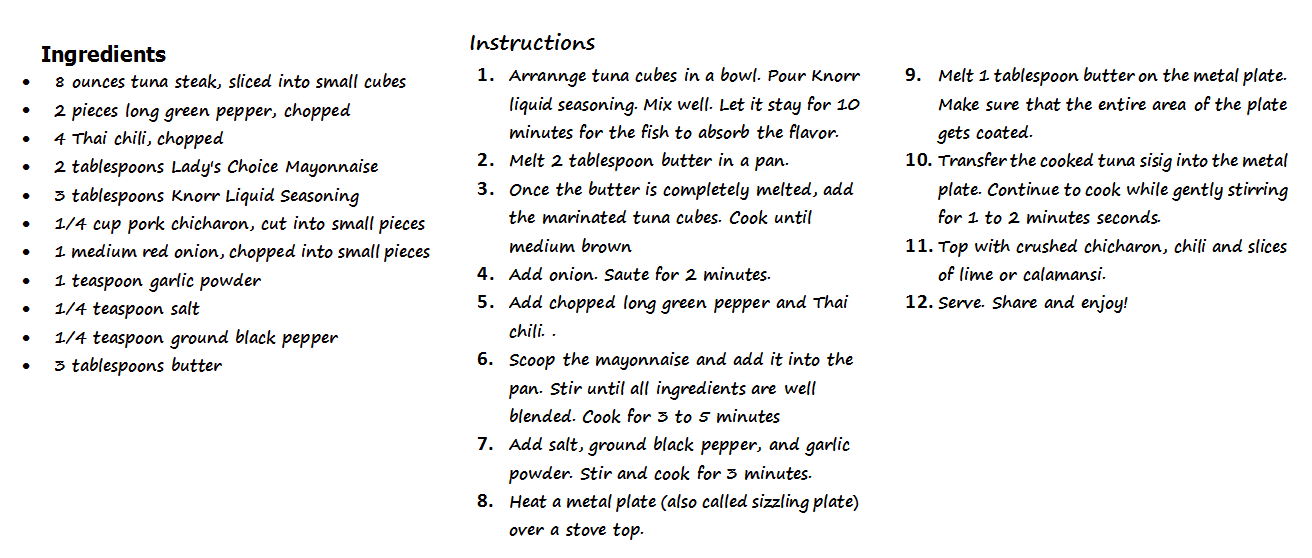 Ingredients
• 8 ounces tuna steak, sliced into small cubes
• 2 pieces long green pepper, chopped
• 4 Thai chili, chopped
• 2 tablespoons Lady's Choice Mayonnaise
• 3 tablespoons Knorr Liquid Seasoning
• 1/4 cup pork chicharon, cut into small pieces
• 1 medium red onion, chopped into small pieces
• 1 teaspoon garlic powder
• 1/4 teaspoon salt
• 1/4 teaspoon ground black pepper
• 3 tablespoons butter
Instructions
1. Arrannge tuna cubes in a bowl. Pour Knorr
liquid seasoning. Mix well. Let it stay for 10
minutes for the fish to absorb the flavor.
2. Melt 2 tablespoon butter in a pan.
3. Once the butter is completely melted, add
the marinated tuna cubes. Cook until
medium brown
4. Add onion. Saute for 2 minutes.
5. Add chopped long green pepper and Thai
chili. .
6. Scoop the mayonnaise and add it into the
pan. Stir until all ingredients are well
blended. Cook for 3 to 5 minutes
7. Add salt, ground black pepper, and garlic
powder. Stir and cook for 3 minutes.
8. Heat a metal plate (also called sizzling plate)
over a stove top.
9. Melt 1 tablespoon butter on the metal plate.
Make sure that the entire area of the plate
gets coated.
10. Transfer the cooked tuna sisig into the metal
plate. Continue to cook while gently stirring
for 1 to 2 minutes seconds.
11. Top with crushed chicharon, chili and slices
of lime or calamansi.
12. Serve. Share and enjoy!